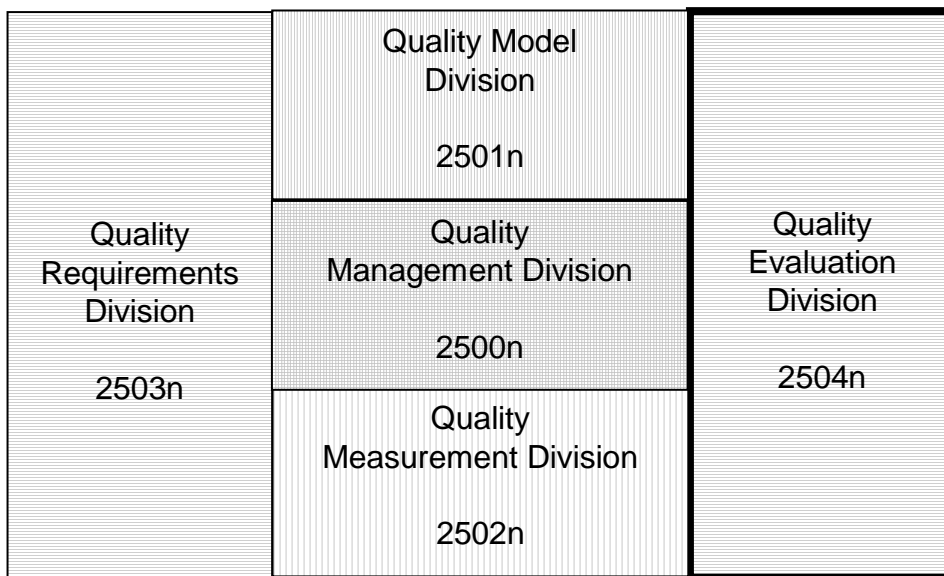 Quality
Requirements
Division
2503n
Quality Model
Division
2501n
Quality
Management Division
2500n
Quality
Measurement Division
2502n
Quality
Evaluation
Division
2504n